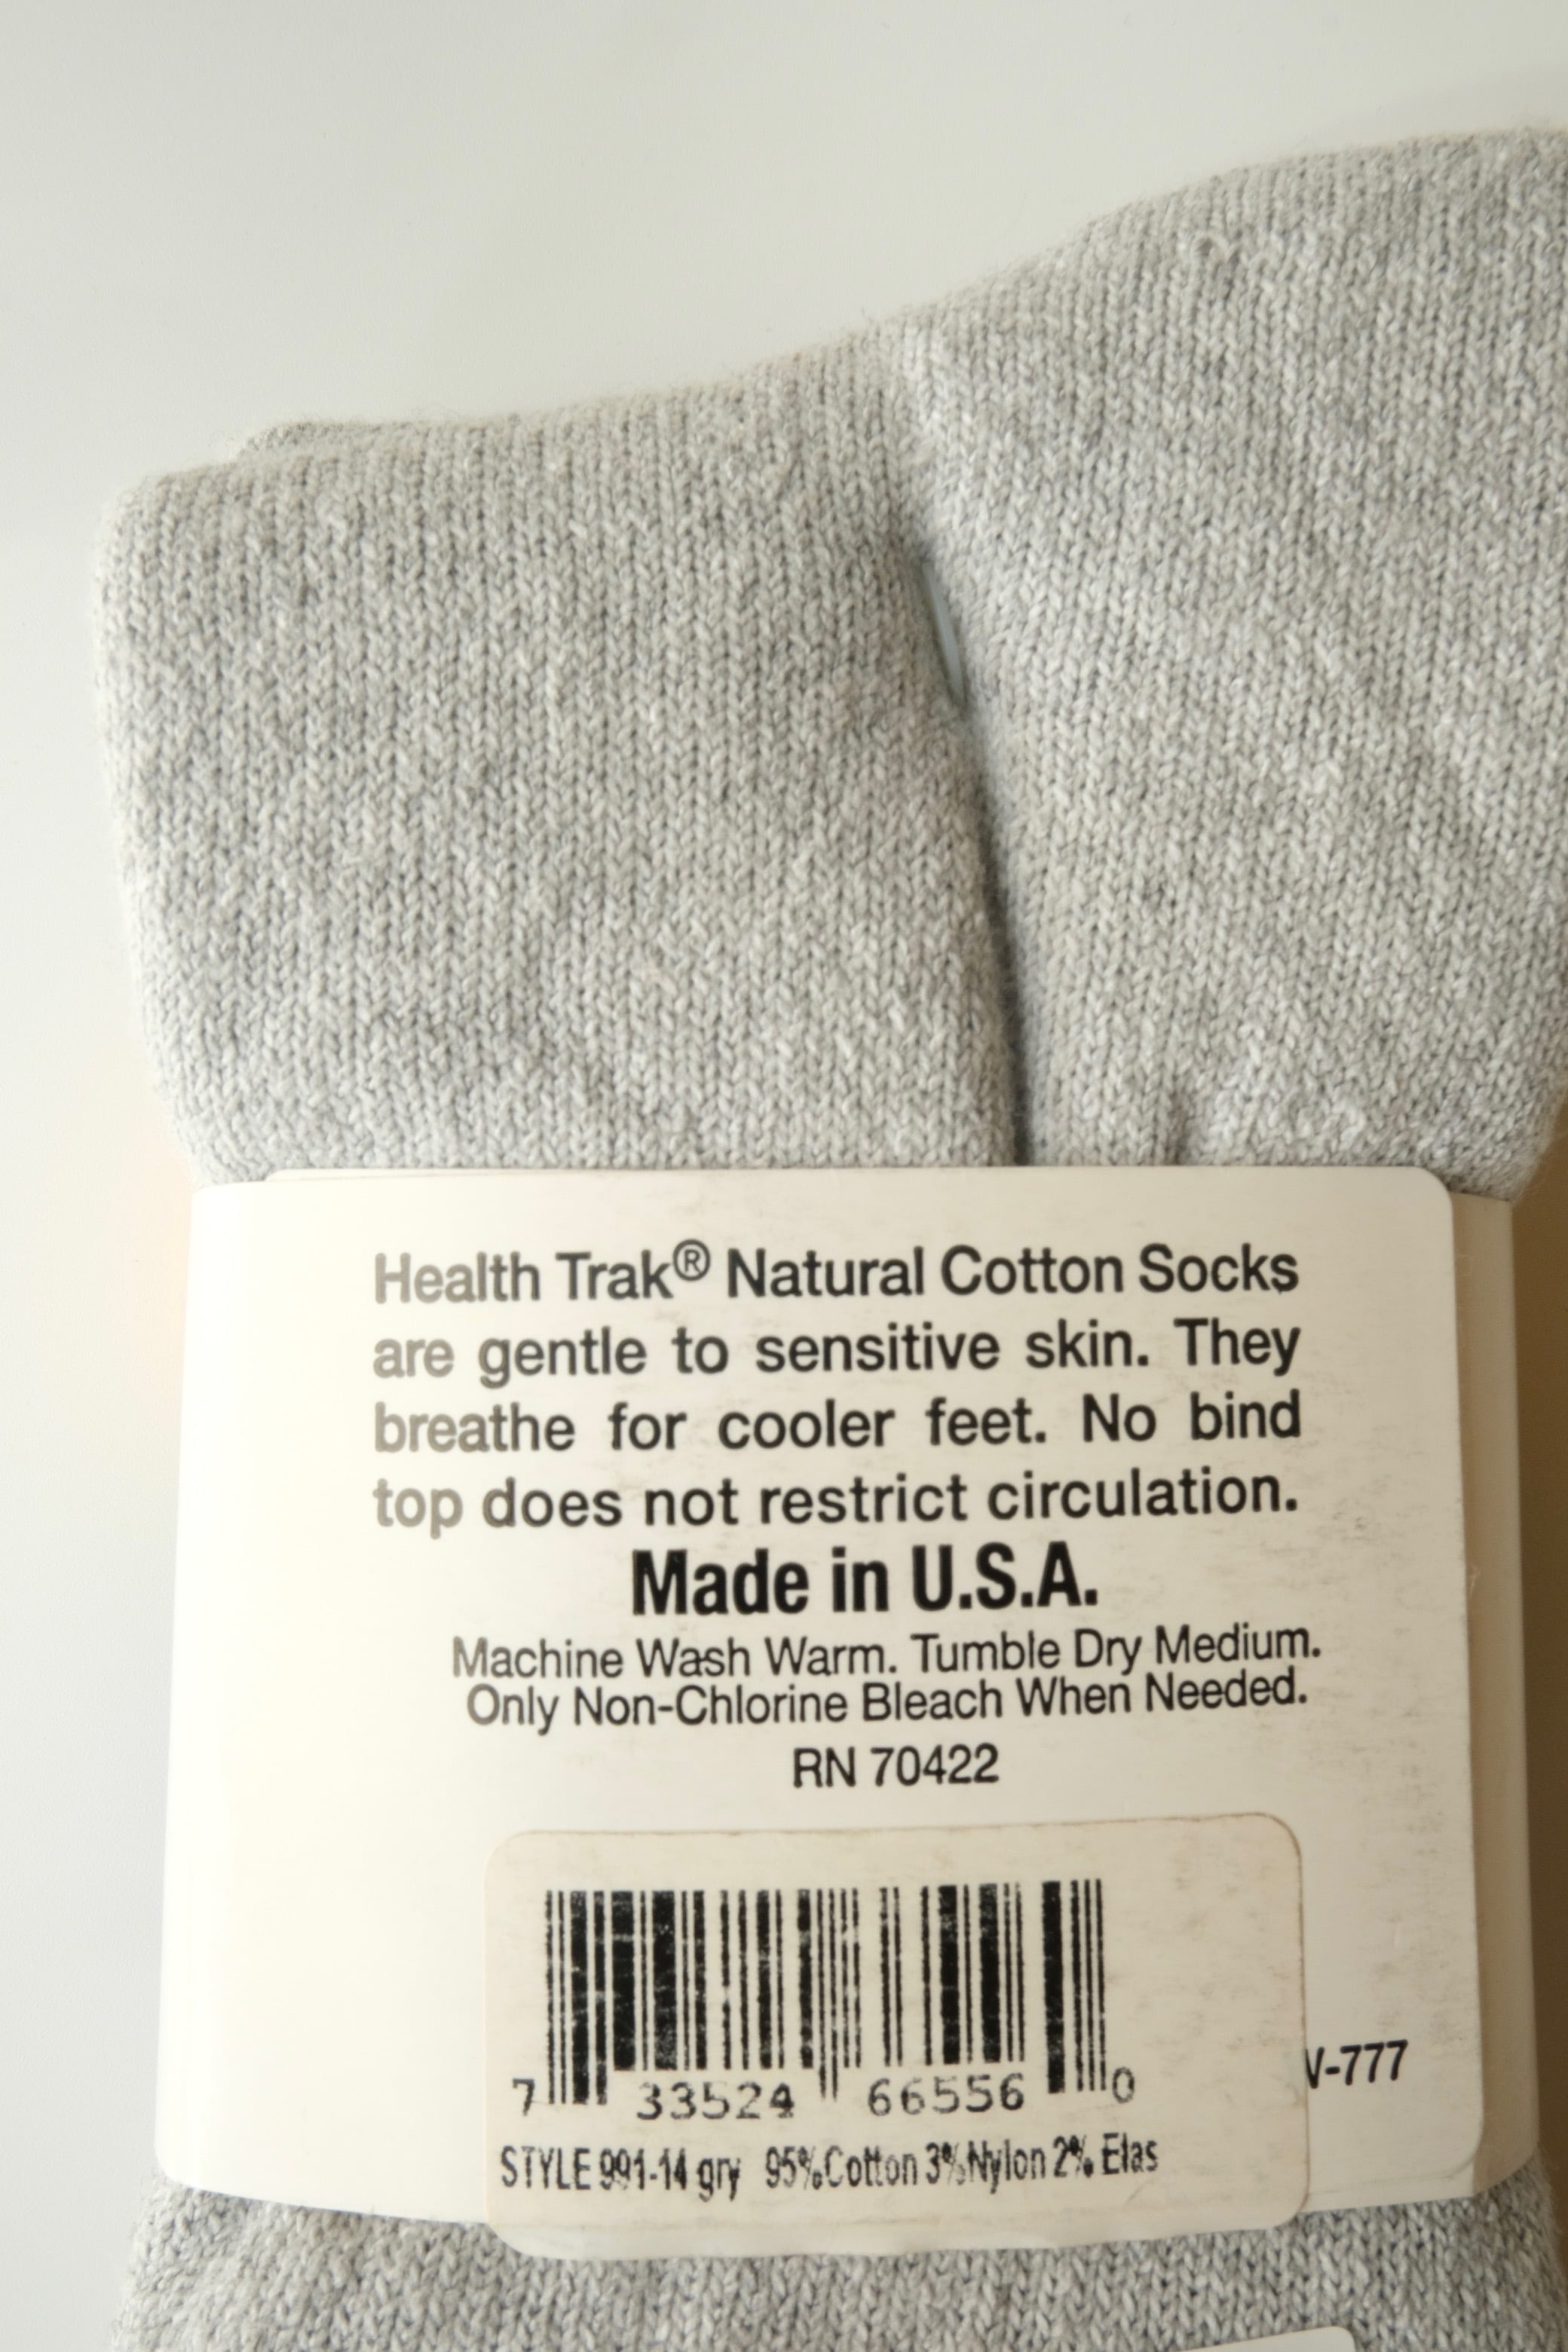 Health Trak® Natural Cotton Socks
are gentle to sensitive skin. They
breathe for cooler feet. No bind
top does not restrict circulation.
Made in U.S.A.
Machine Wash Warm. Tumble Dry Medium.
Only Non-Chlorine Bleach When Needed.
RN 70422
-777
7 33524 66556 0
STYLE 991-14 gry 95% Cotton 3% Nylon 2% Elas